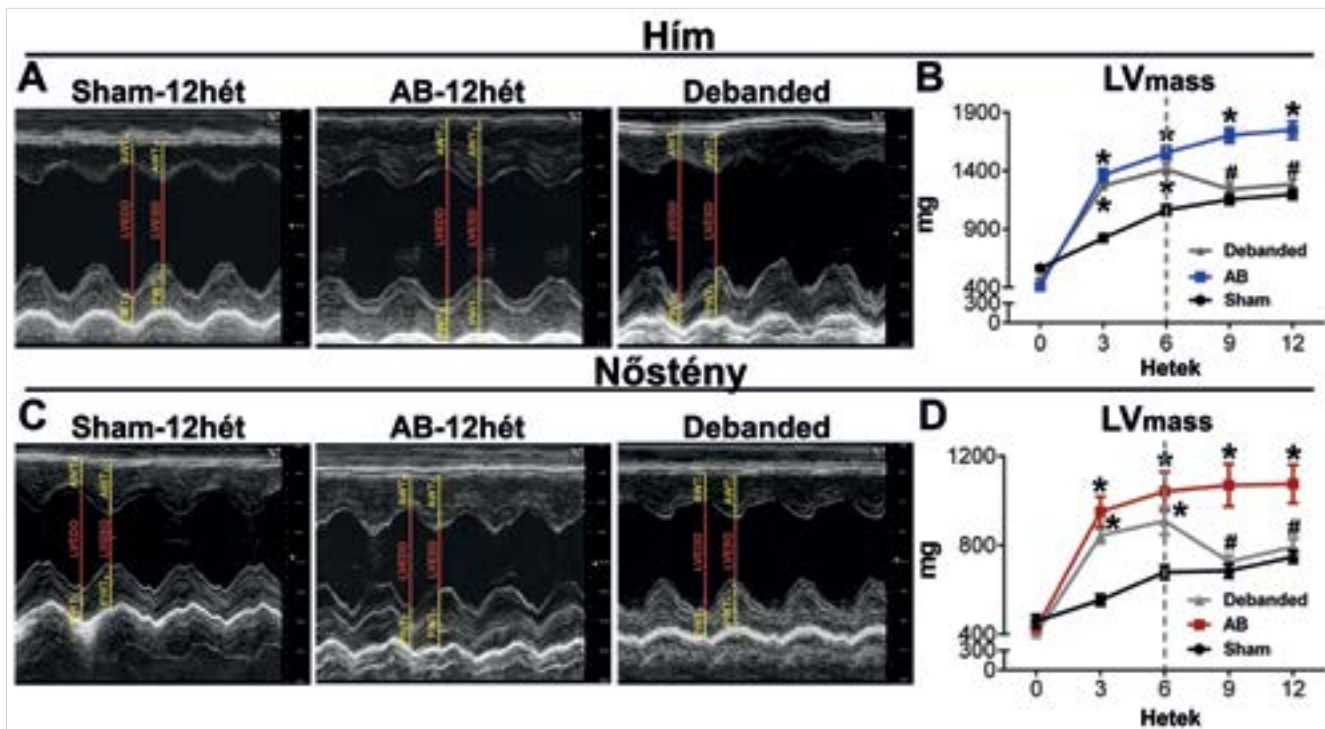 Hím
A
Sham-12hét
AB-12hét
Debanded
B
LVmass
1900
1400
900
400
300
0
mg
* * * *
*
* # #
Debanded
AB
Sham
0 3 6 9 12
Hetek
Nőstény
C
Sham-12hét
AB-12hét
Debanded
D
LVmass
1200
800
400
300
0
mg
* * * *
* *
# #
Debanded
AB
Sham
0 3 6 9 12
Hetek